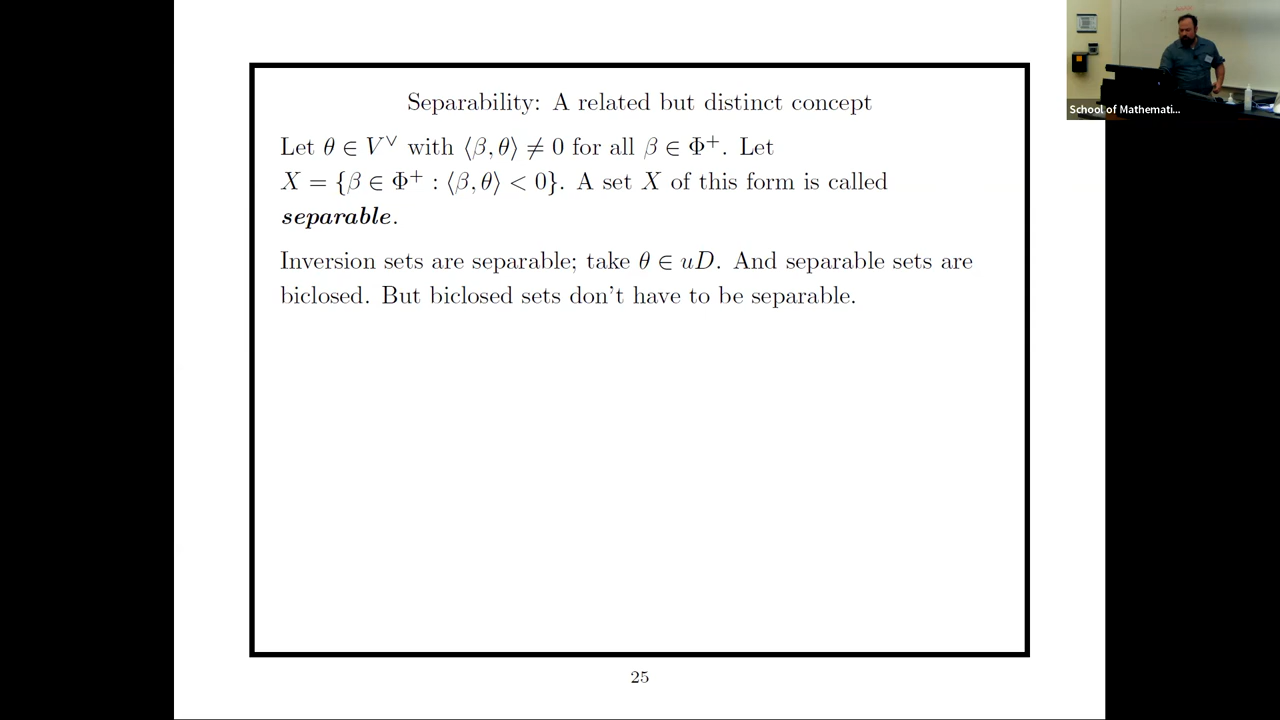 Separability: A related but distinct concept
Let θ ∈ V^∨ with ⟨β, θ⟩ ≠ 0 for all β ∈ Φ⁺. Let
X = {β ∈ Φ⁺ : ⟨β, θ⟩ < 0}. A set X of this form is called
separable.
Inversion sets are separable; take θ ∈ uD. And separable sets are
biclosed. But biclosed sets don't have to be separable.
25
School of Mathemati...